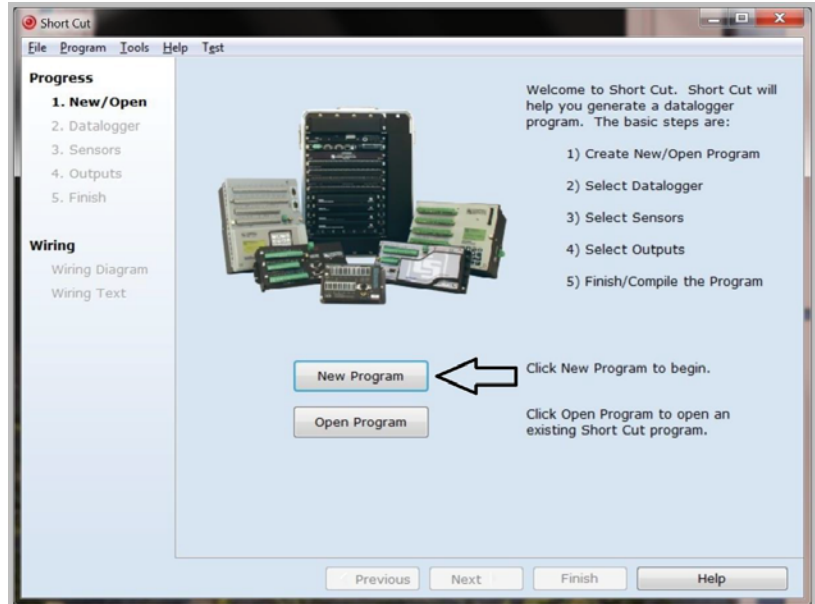 Short Cut
File Program Tools Help Test
Progress
1. New/Open
2. Datalogger
3. Sensors
4. Outputs
5. Finish
Wiring
Wiring Diagram
Wiring Text
Welcome to Short Cut. Short Cut will
help you generate a datalogger
program. The basic steps are:
1) Create New/Open Program
2) Select Datalogger
3) Select Sensors
4) Select Outputs
5) Finish/Compile the Program
New Program
Click New Program to begin.
Open Program
Click Open Program to open an
existing Short Cut program.
Previous Next Finish Help